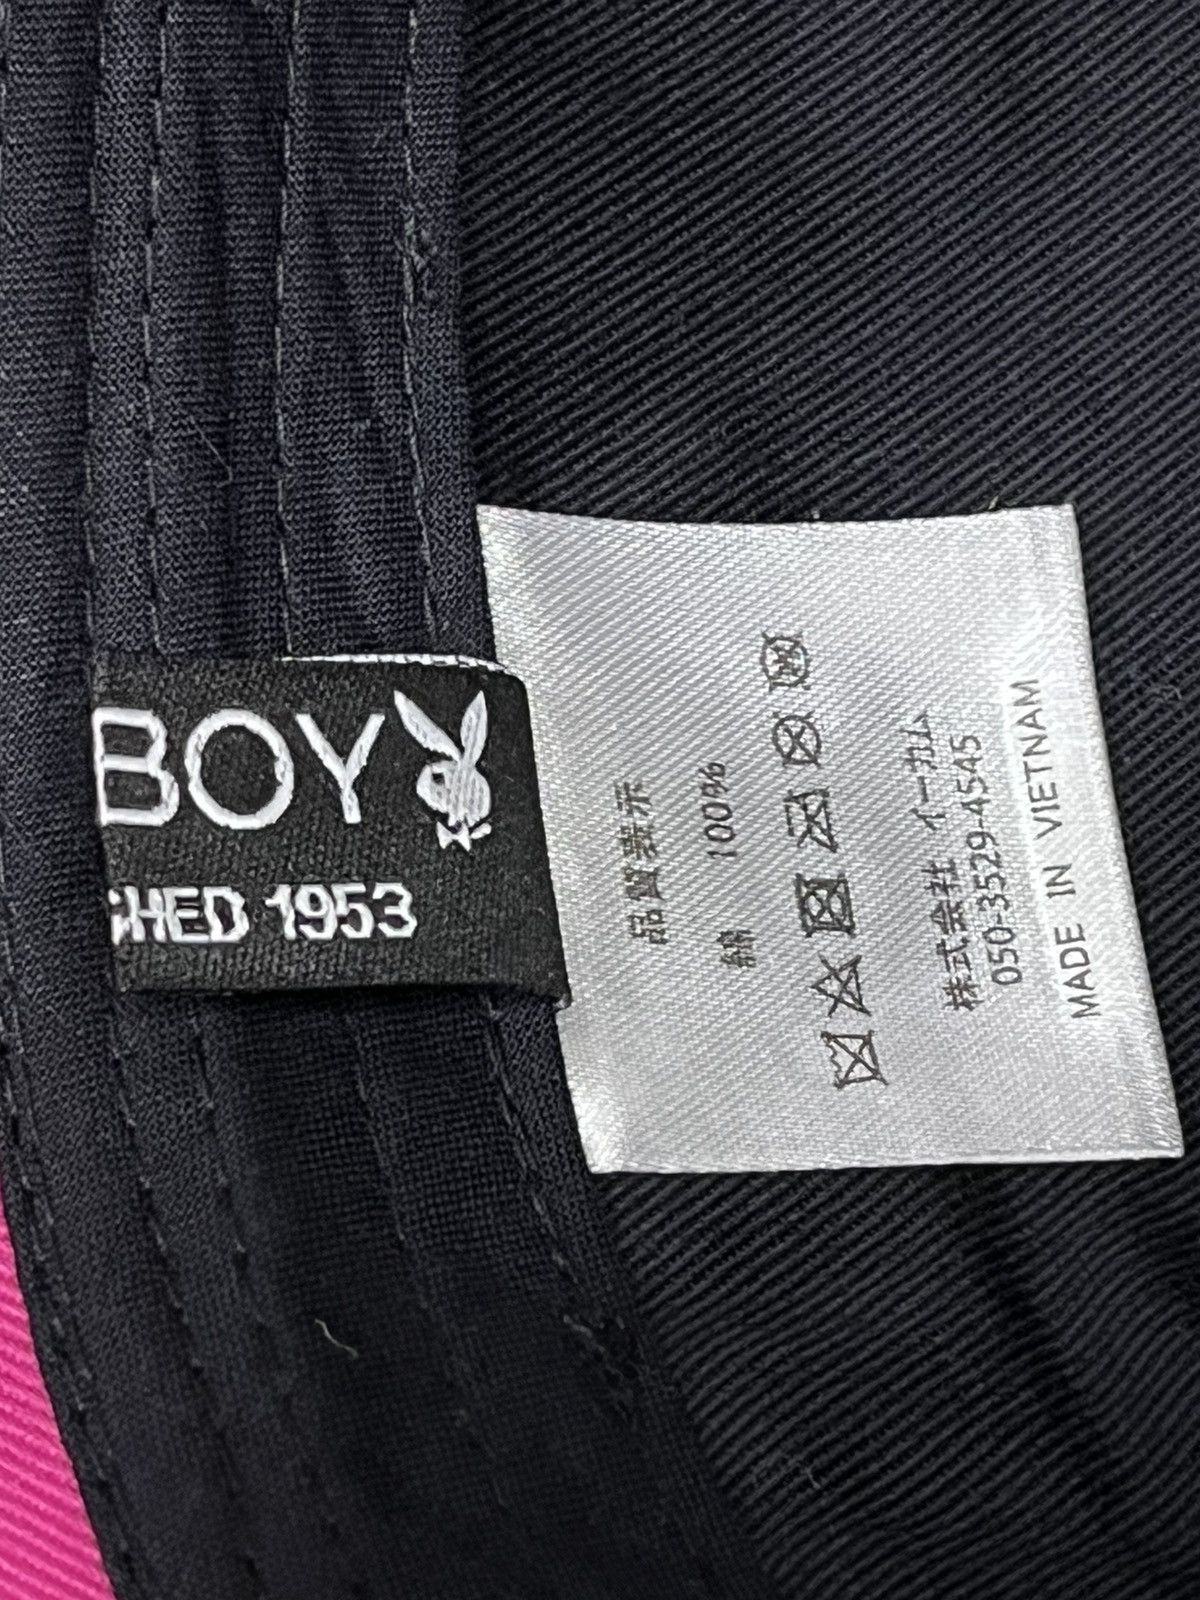 BOY
SHED 1953
品質表示
綿 100%
株式会社 イーカム
050-3529-4545
MADE IN VIETNAM